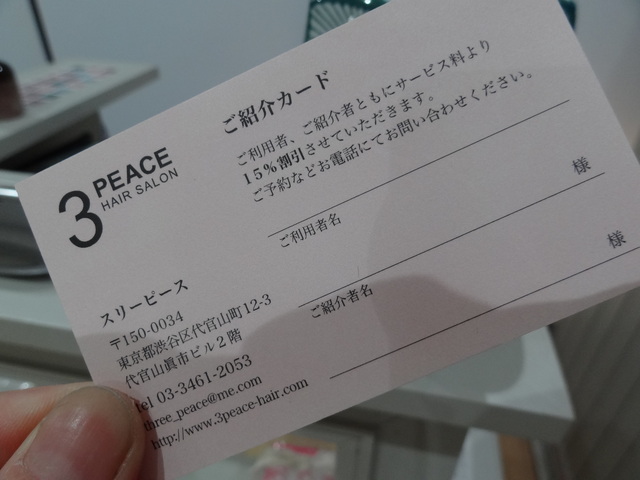 3 PEACE
HAIR SALON
ご紹介カード
ご利用者、ご紹介者ともにサービス料より
15%割引させていただきます。
ご予約などお電話にてお問い合わせください。
様
ご利用者名
様
ご紹介者名
スリーピース
〒150-0034
東京都渋谷区代官山町12-3
代官山眞市ビル2階
tel 03-3461-2053
three_peace@me.com
http://www.3peace-hair.com